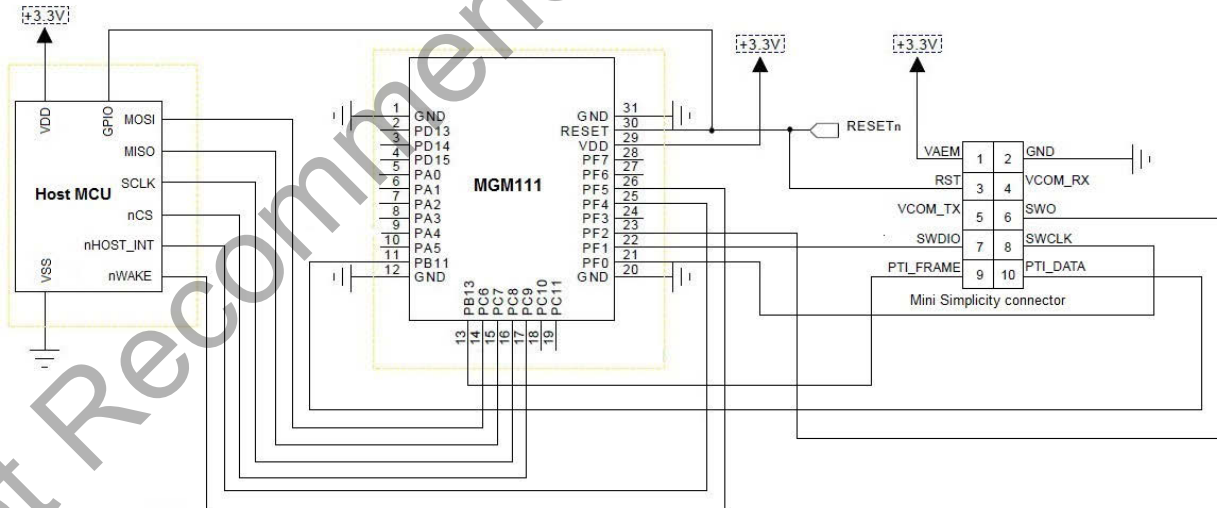 +3.3V
+3.3V
+3.3V
Host MCU
VDD
GPIO
VSS
MOSI
MISO
SCLK
nCS
nHOST_INT
nWAKE
MGM111
1 GND
2 PD13
3 PD14
4 PD15
5 PA0
6 PA1
7 PA2
8 PA3
9 PA4
10 PA5
11 PB11
12 GND
PB13 13
PC6 14
PC7 15
PC8 16
PC9 17
PC10 18
PC11 19
GND 31
RESET 30
VDD 29
PF7 28
PF6 27
PF5 26
PF4 25
PF3 24
PF2 23
PF1 22
PF0 21
GND 20
RESETn
VAEM 1 2 GND
RST 3 4 VCOM_RX
VCOM_TX 5 6 SWO
SWDIO 7 8 SWCLK
PTI_FRAME 9 10 PTI_DATA
Mini Simplicity connector